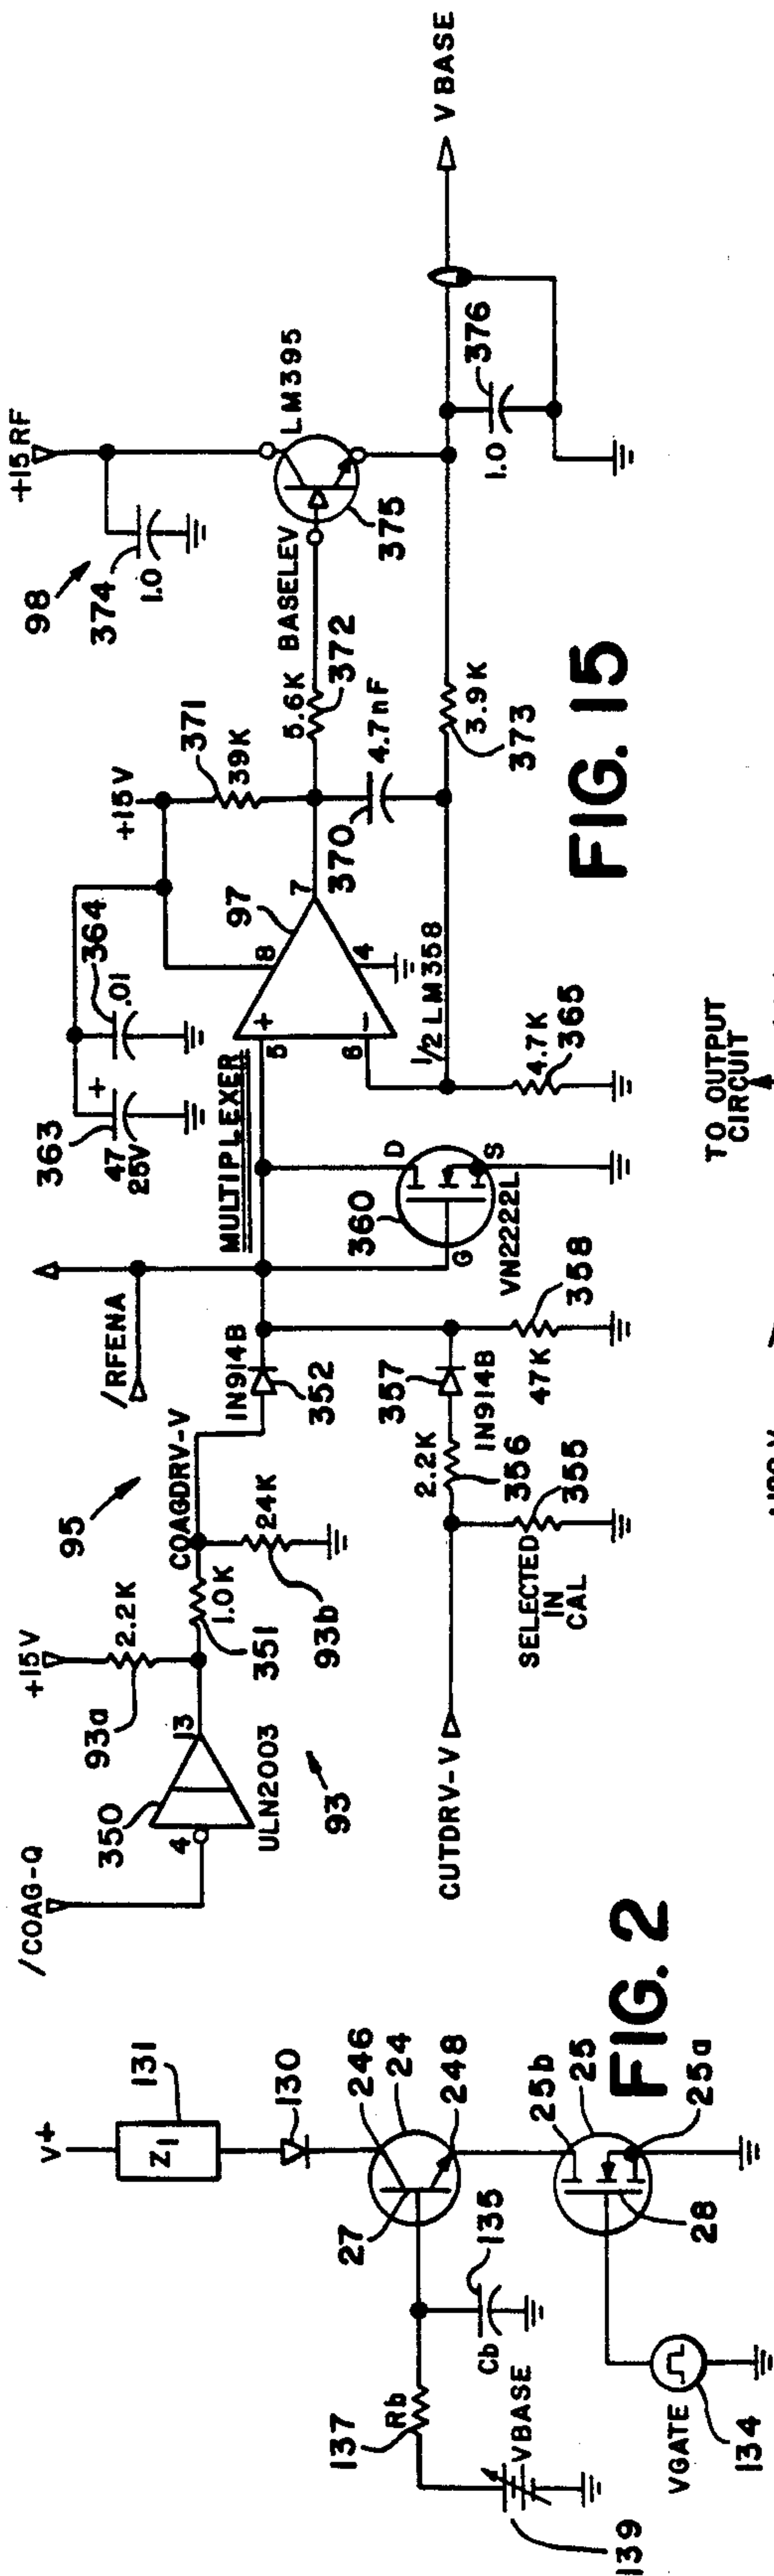 +15RF
98
374
1.0
LM395
375
BASELEV
5.6K
372
376
1.0
V BASE
+15V
371
39K
4.7nF
370
3.9K
373
363
+
47
25V
364
.01
97
8
7
4
+
5
-
6
1/2 LM358
4.7K
365
MULTIPLEXER
360
D
S
G
VN2222L
/RFENA
95
COAGDRV-V
1N914B
352
357
1N914B
2.2K
356
47K
358
355
SELECTED
IN
CAL
+15V
2.2K
93a
1.0K
351
24K
93b
13
350
4
ULN2003
93
/COAG-Q
CUTDRV-V
FIG. 15
TO OUTPUT
CIRCUIT
V+
131
Z1
130
246
24
248
27
135
Cb
137
Rb
VBASE
139
25b
25
25a
28
VGATE
134
FIG. 2